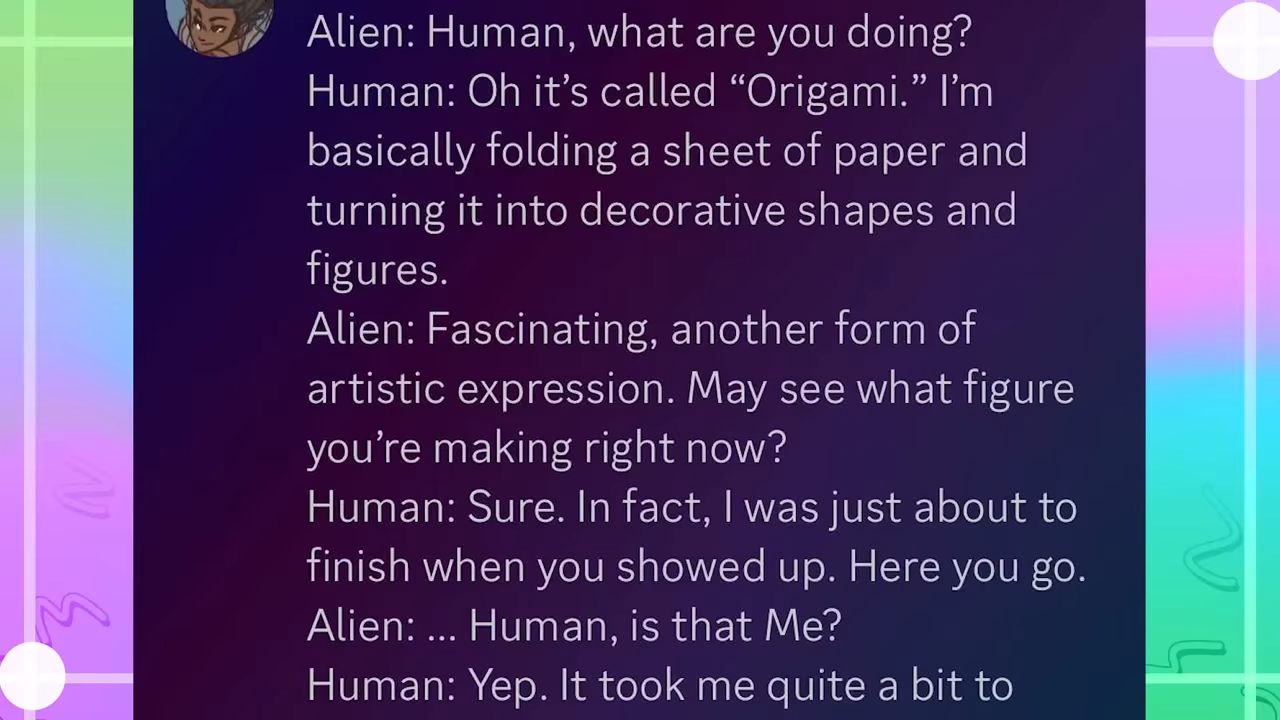 Alien: Human, what are you doing?
Human: Oh it’s called “Origami.” I’m
basically folding a sheet of paper and
turning it into decorative shapes and
figures.
Alien: Fascinating, another form of
artistic expression. May see what figure
you’re making right now?
Human: Sure. In fact, I was just about to
finish when you showed up. Here you go.
Alien: ... Human, is that Me?
Human: Yep. It took me quite a bit to